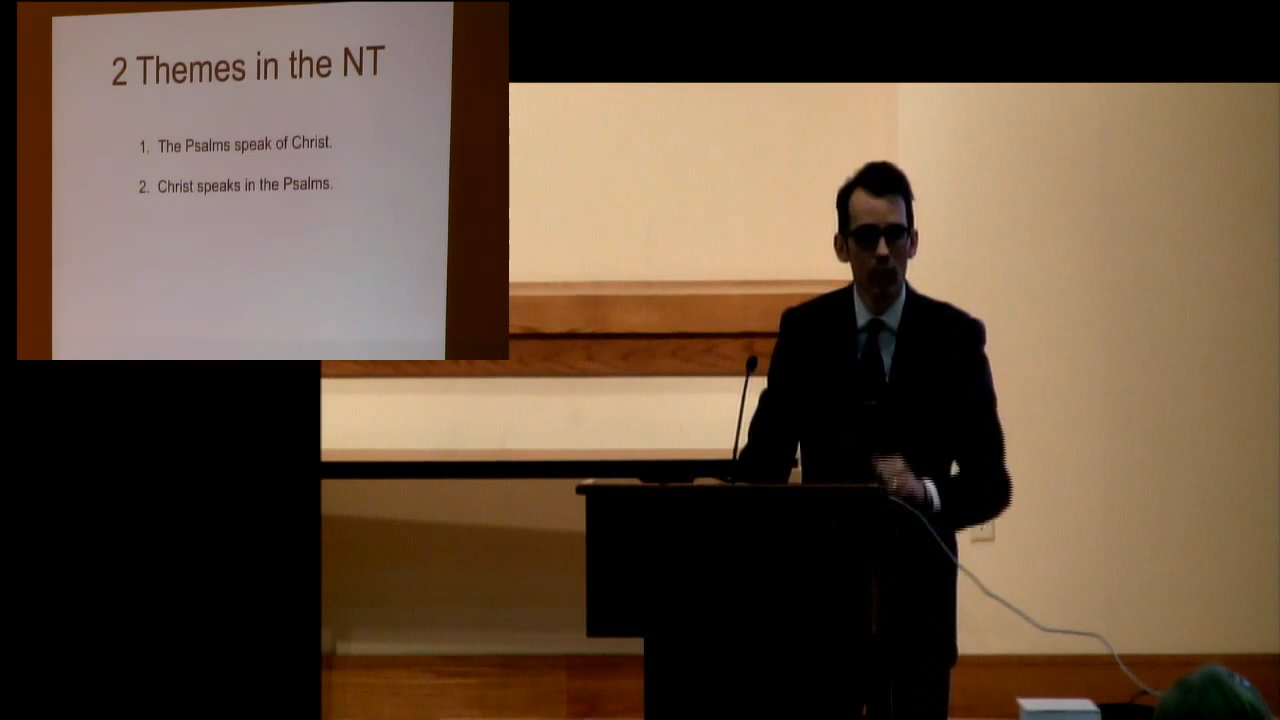 2 Themes in the NT
1. The Psalms speak of Christ.
2. Christ speaks in the Psalms.